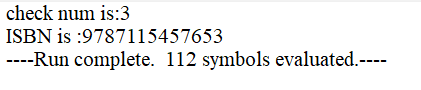 check num is:3
ISBN is :9787115457653
----Run complete.  112 symbols evaluated.----